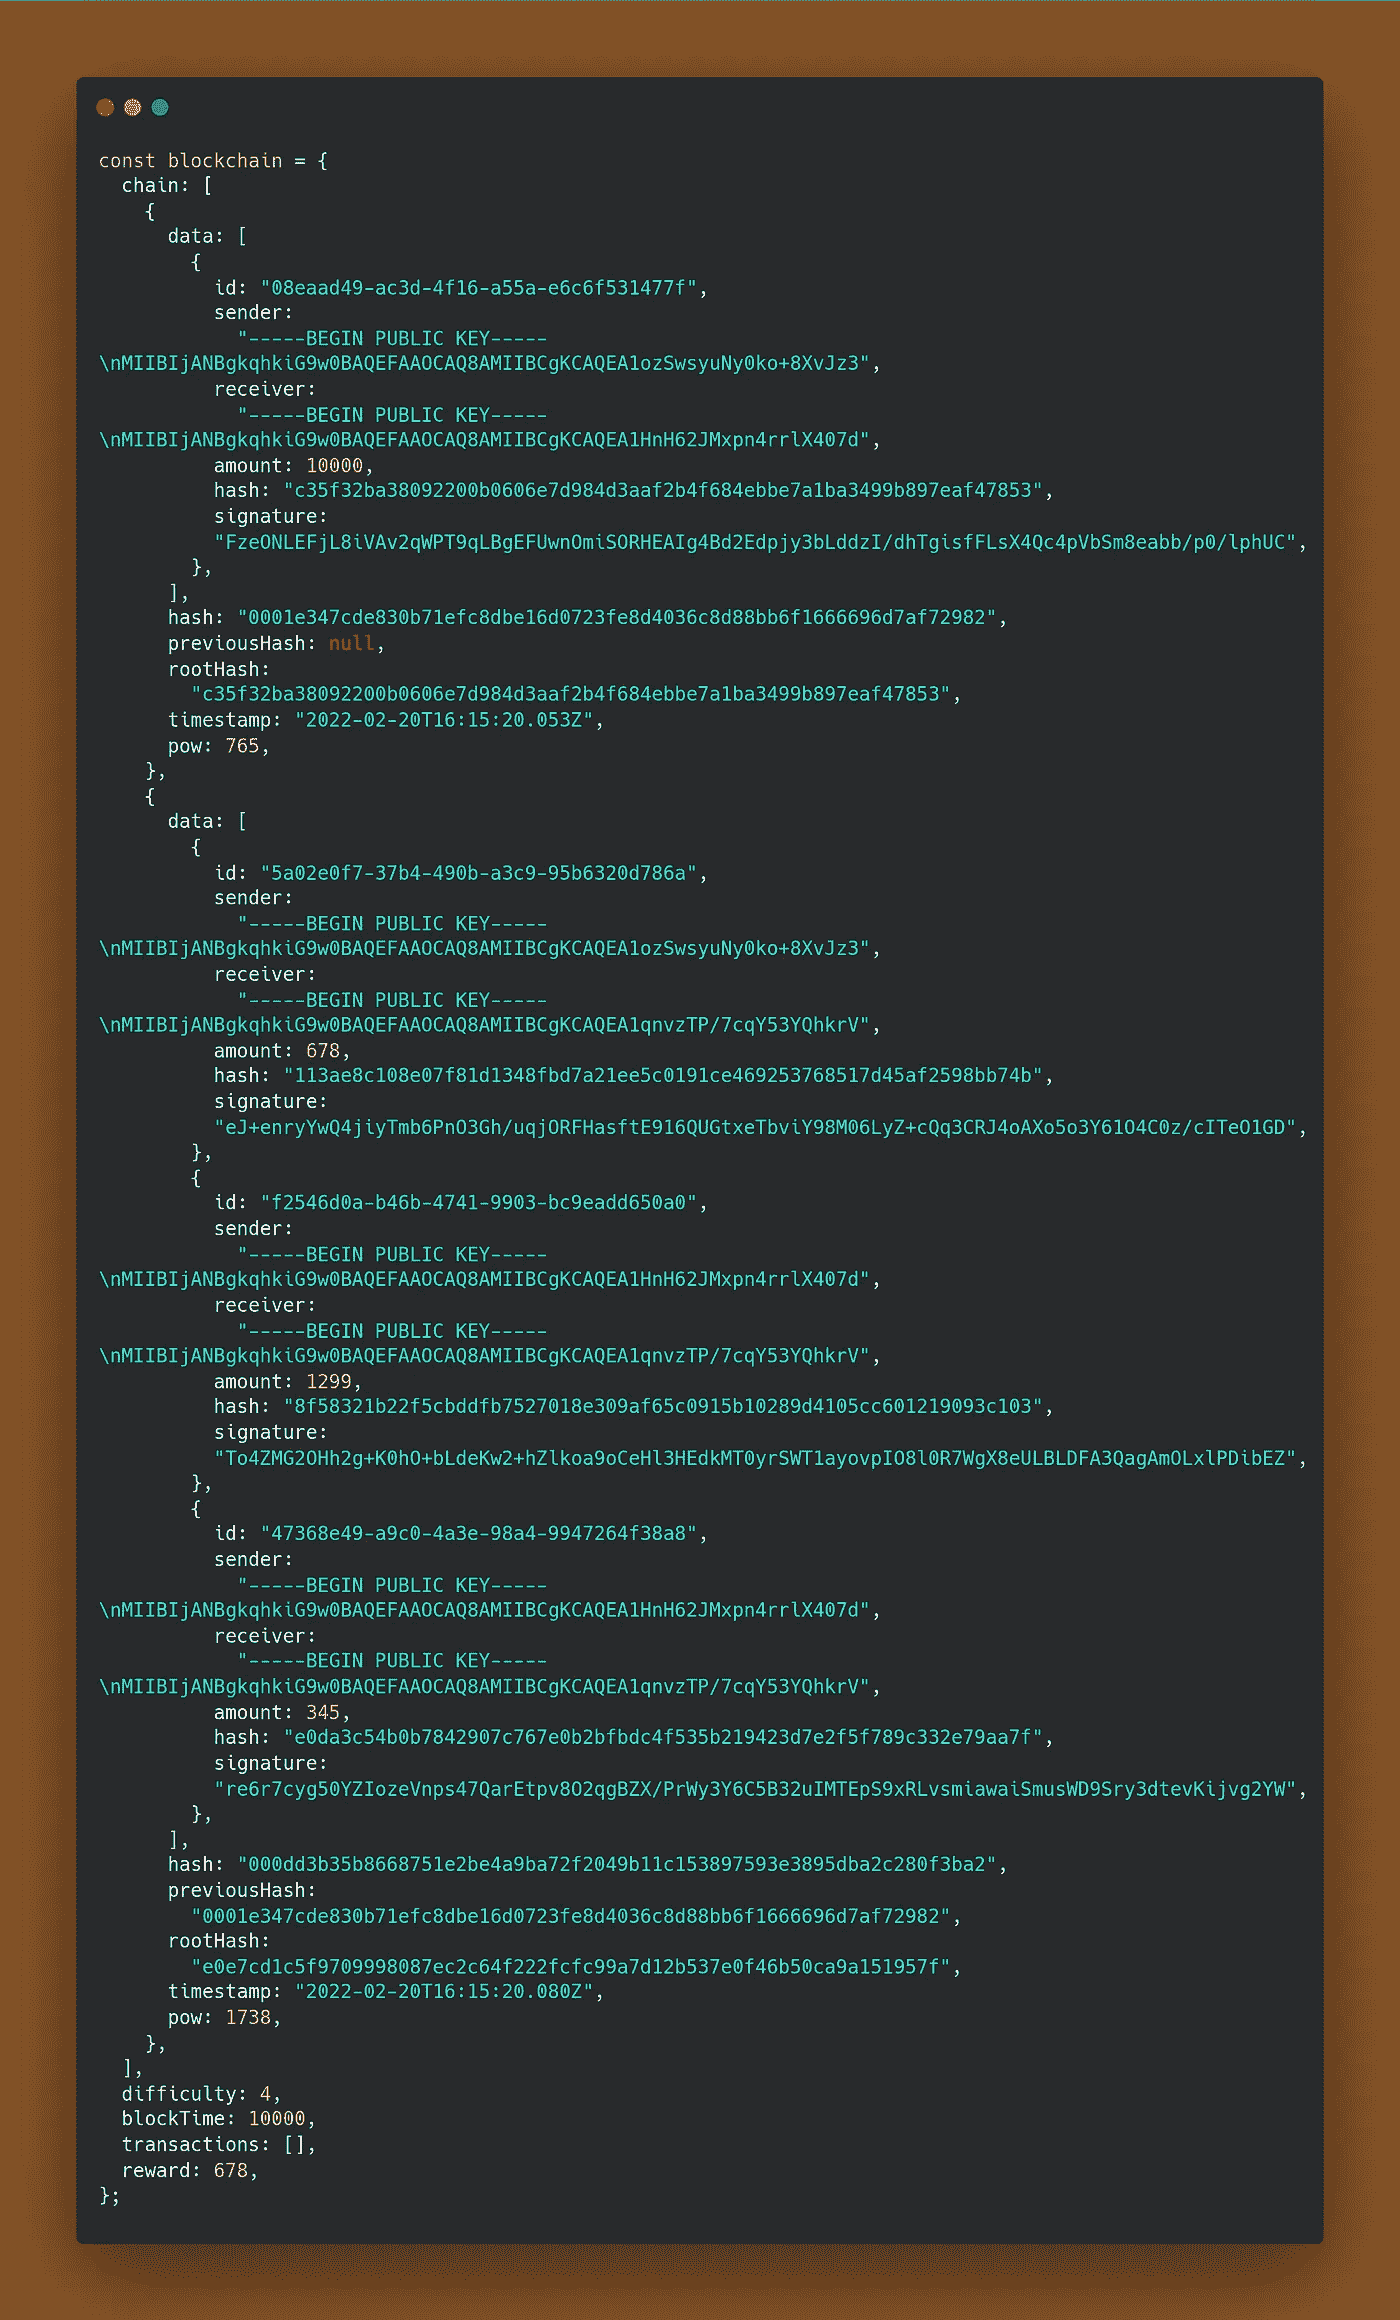 const blockchain = {
  chain: [
    {
      data: [
        {
          id: "08eaad49-ac3d-4f16-a55a-e6c6f531477f",
          sender:
            "-----BEGIN PUBLIC KEY-----
\nMIIBIjANBgkqhkiG9w0BAQEFAAOCAQ8AMIIBCgKCAQEA1ozSwsyuNy0ko+8XvJz3",
          receiver:
            "-----BEGIN PUBLIC KEY-----
\nMIIBIjANBgkqhkiG9w0BAQEFAAOCAQ8AMIIBCgKCAQEA1HnH62JMxpn4rrlX407d",
          amount: 10000,
          hash: "c35f32ba38092200b0606e7d984d3aaf2b4f684ebbe7a1ba3499b897eaf47853",
          signature:
          "FzeONLEFjL8iVAv2qWPT9qLBgEFUwnOmiSORHEAIg4Bd2Edpjy3bLddzI/dhTgisfFLsX4Qc4pVbSm8eabb/p0/lphUC",
        },
      ],
      hash: "0001e347cde830b71efc8dbe16d0723fe8d4036c8d88bb6f1666696d7af72982",
      previousHash: null,
      rootHash:
        "c35f32ba38092200b0606e7d984d3aaf2b4f684ebbe7a1ba3499b897eaf47853",
      timestamp: "2022-02-20T16:15:20.053Z",
      pow: 765,
    },
    {
      data: [
        {
          id: "5a02e0f7-37b4-490b-a3c9-95b6320d786a",
          sender:
            "-----BEGIN PUBLIC KEY-----
\nMIIBIjANBgkqhkiG9w0BAQEFAAOCAQ8AMIIBCgKCAQEA1ozSwsyuNy0ko+8XvJz3",
          receiver:
            "-----BEGIN PUBLIC KEY-----
\nMIIBIjANBgkqhkiG9w0BAQEFAAOCAQ8AMIIBCgKCAQEA1qnvzTP/7cqY53YQhkrV",
          amount: 678,
          hash: "113ae8c108e07f81d1348fbd7a21ee5c0191ce469253768517d45af2598bb74b",
          signature:
          "eJ+enryYwQ4jiyTmb6PnO3Gh/uqjORFHasftE916QUGtxeTbviY98M06LyZ+cQq3CRJ4oAXo5o3Y61O4C0z/cITeO1GD",
        },
        {
          id: "f2546d0a-b46b-4741-9903-bc9eadd650a0",
          sender:
            "-----BEGIN PUBLIC KEY-----
\nMIIBIjANBgkqhkiG9w0BAQEFAAOCAQ8AMIIBCgKCAQEA1HnH62JMxpn4rrlX407d",
          receiver:
            "-----BEGIN PUBLIC KEY-----
\nMIIBIjANBgkqhkiG9w0BAQEFAAOCAQ8AMIIBCgKCAQEA1qnvzTP/7cqY53YQhkrV",
          amount: 1299,
          hash: "8f58321b22f5cbddfb7527018e309af65c0915b10289d4105cc601219093c103",
          signature:
          "To4ZMG2OHh2g+K0hO+bLdeKw2+hZlkoa9oCeHl3HEdkMT0yrSWT1ayovpIO8l0R7WgX8eULBLDFA3QagAmOLxlPDibEZ",
        },
        {
          id: "47368e49-a9c0-4a3e-98a4-9947264f38a8",
          sender:
            "-----BEGIN PUBLIC KEY-----
\nMIIBIjANBgkqhkiG9w0BAQEFAAOCAQ8AMIIBCgKCAQEA1HnH62JMxpn4rrlX407d",
          receiver:
            "-----BEGIN PUBLIC KEY-----
\nMIIBIjANBgkqhkiG9w0BAQEFAAOCAQ8AMIIBCgKCAQEA1qnvzTP/7cqY53YQhkrV",
          amount: 345,
          hash: "e0da3c54b0b7842907c767e0b2bfbdc4f535b219423d7e2f5f789c332e79aa7f",
          signature:
          "re6r7cyg50YZIozeVnps47QarEtpv8O2qgBZX/PrWy3Y6C5B32uIMTEpS9xRLvsmiawaiSmusWD9Sry3dtevKijvg2YW",
        },
      ],
      hash: "000dd3b35b8668751e2be4a9ba72f2049b11c153897593e3895dba2c280f3ba2",
      previousHash:
        "0001e347cde830b71efc8dbe16d0723fe8d4036c8d88bb6f1666696d7af72982",
      rootHash:
        "e0e7cd1c5f9709998087ec2c64f222fcfc99a7d12b537e0f46b50ca9a151957f",
      timestamp: "2022-02-20T16:15:20.080Z",
      pow: 1738,
    },
  ],
  difficulty: 4,
  blockTime: 10000,
  transactions: [],
  reward: 678,
};